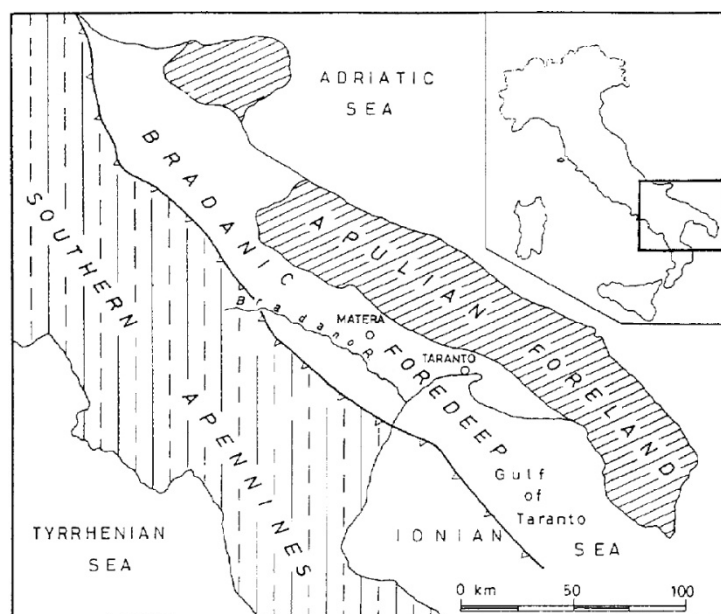 ADRIATIC
SEA
BRADANIC
FOREDEEP
SOUTHERN
APENNINES
APULIAN
FORELAND
Bradano R.
MATERA
TARANTO
Gulf
of
Taranto
IONIAN SEA
TYRRHENIAN
SEA
0 km 50 100